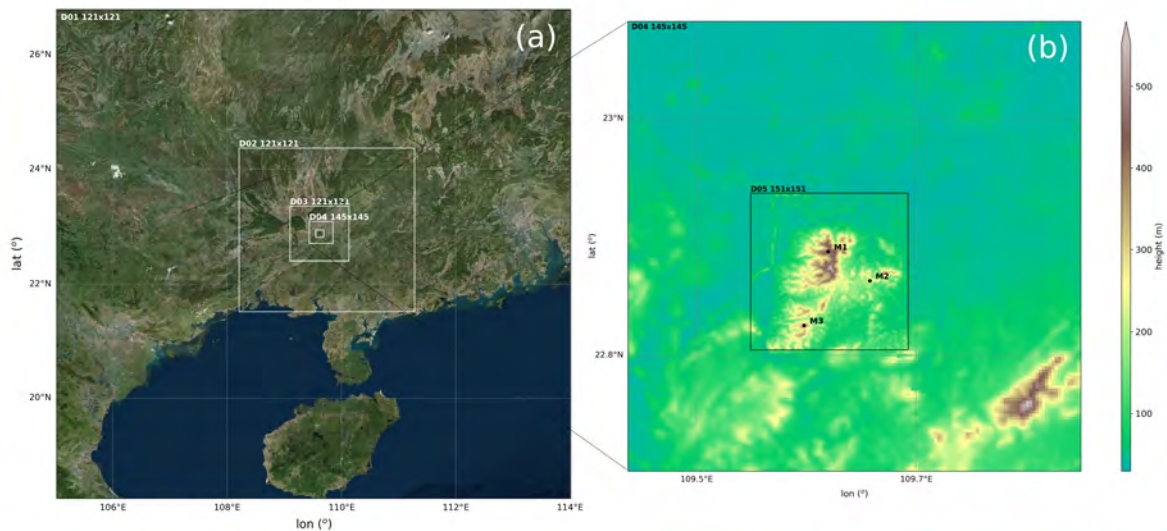 D01 121x121
(a)
26°N
24°N
22°N
20°N
lat (°)
D02 121x121
D03 121x121
D04 145x145
106°E
108°E
110°E
112°E
114°E
lon (°)
D04 145x145
(b)
23°N
22.8°N
lat (°)
D05 151x151
M1
M2
M3
109.5°E
109.7°E
lon (°)
500
400
300
200
100
height (m)